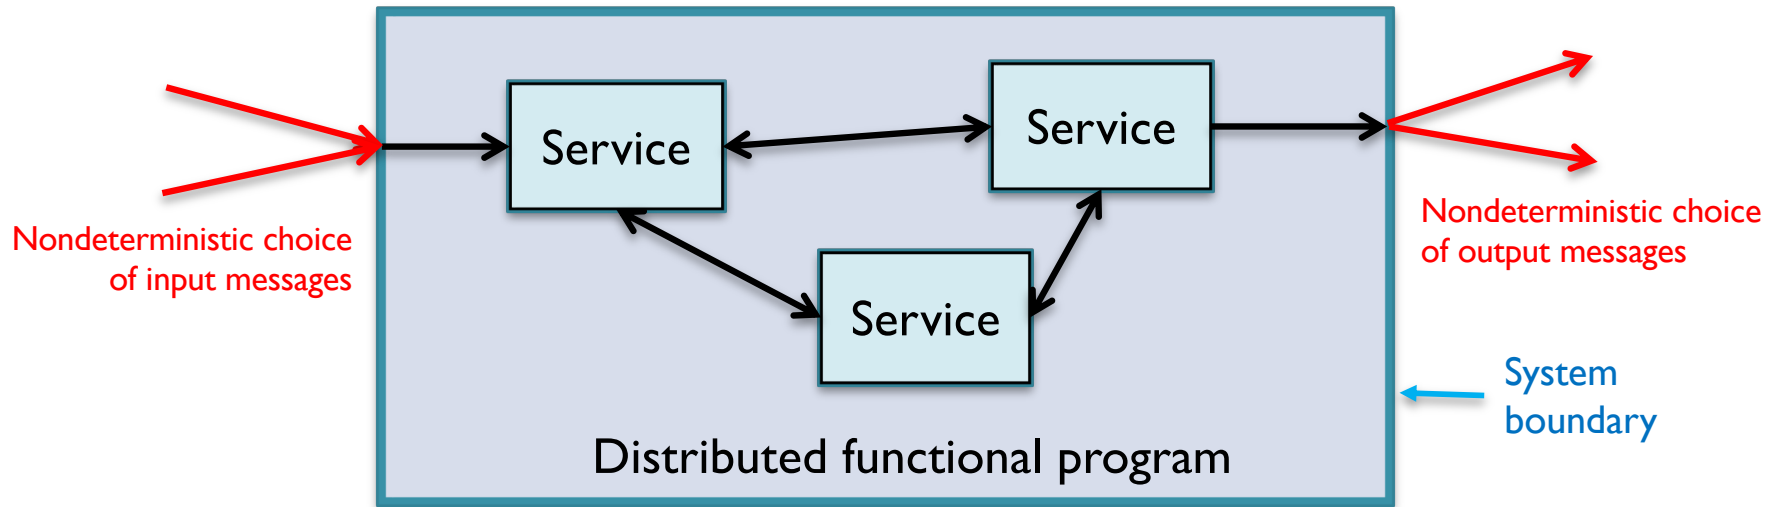 Service
Service
Nondeterministic choice
of input messages
Nondeterministic choice
of output messages
Service
System
boundary
Distributed functional program